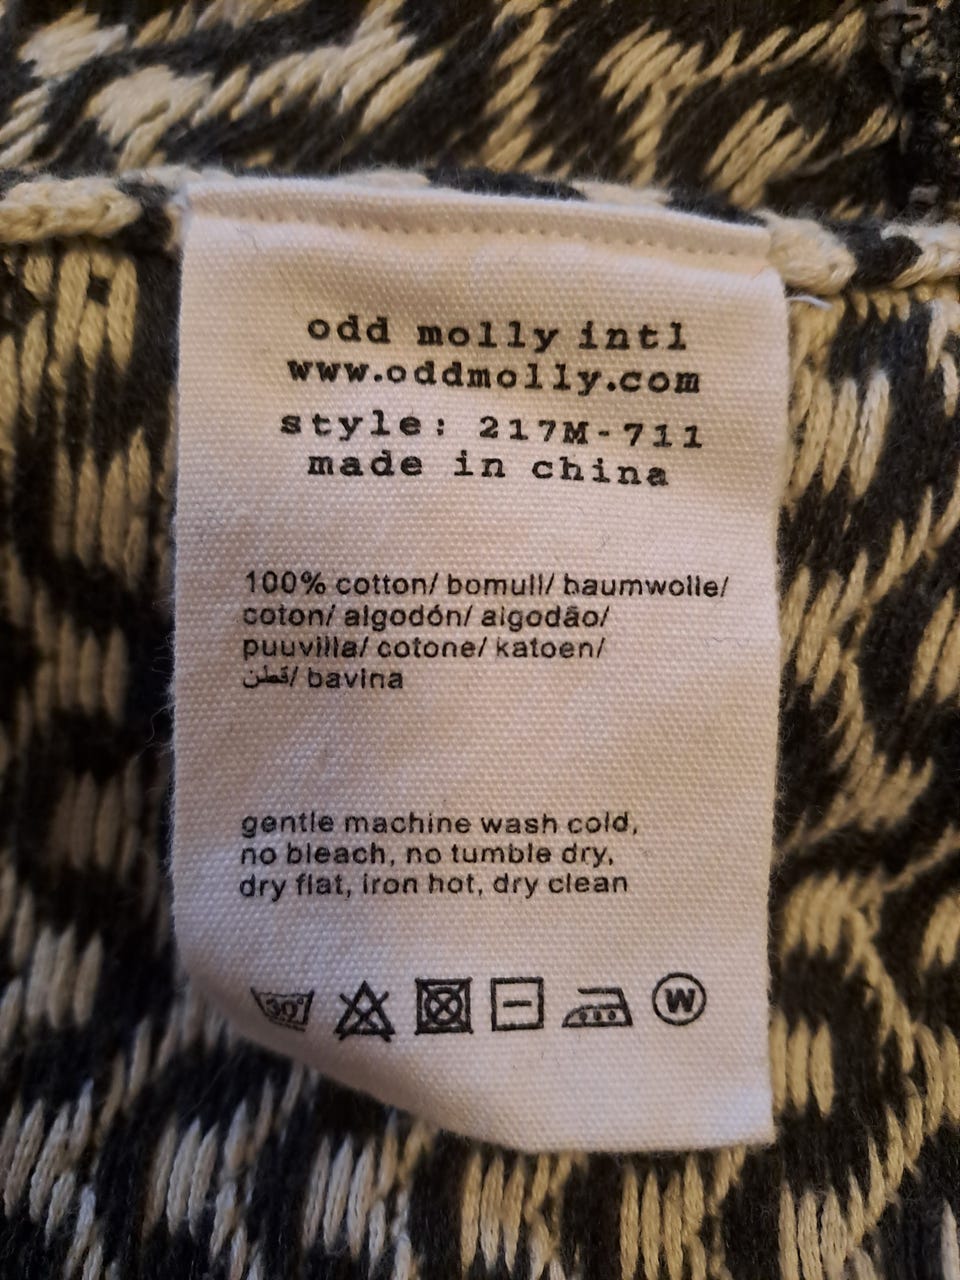 odd molly intl
www.oddmolly.com
style: 217M-711
made in china
100% cotton/ bomull/ baumwolle/
coton/ algodón/ algodão/
puuvilla/ cotone/ katoen/
قطن/ bavlna
gentle machine wash cold,
no bleach, no tumble dry,
dry flat, iron hot, dry clean
30° W